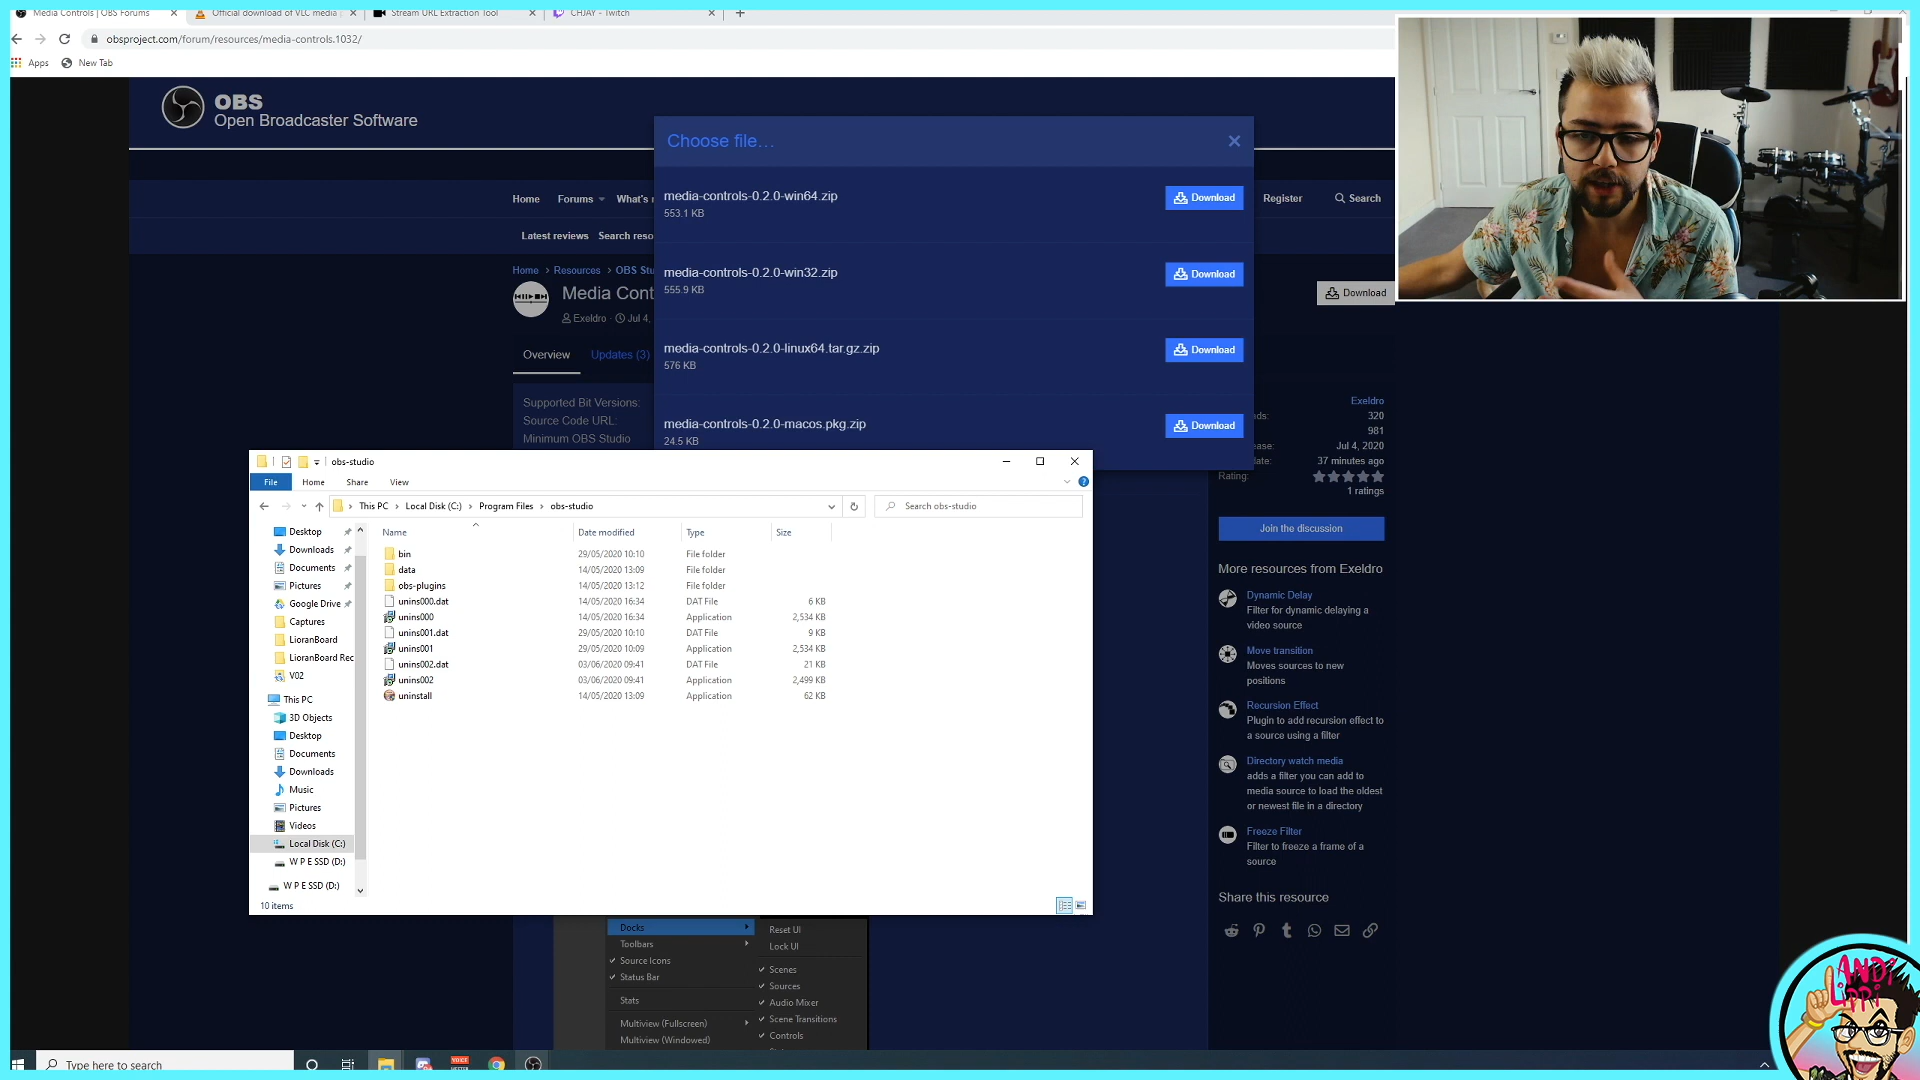 Media Controls | OBS Forums
Official download of VLC media
Stream URL Extraction Tool
CHJAY - Twitch
obsproject.com/forum/resources/media-controls.1032/
Apps
New Tab
OBS
Open Broadcaster Software
Choose file…
media-controls-0.2.0-win64.zip
553.1 KB
Download
media-controls-0.2.0-win32.zip
555.9 KB
Download
media-controls-0.2.0-linux64.tar.gz.zip
576 KB
Download
media-controls-0.2.0-macos.pkg.zip
24.5 KB
Download
Home
Forums
What's
Register
Search
Latest reviews
Search reso
Home
Resources
OBS Stu
Media Cont
Exeldro
Jul 4,
Download
Overview
Updates (3)
Supported Bit Versions:
Source Code URL:
Minimum OBS Studio
Exeldro
ds: 320
981
ease: Jul 4, 2020
ate: 37 minutes ago
Rating:
1 ratings
Join the discussion
More resources from Exeldro
Dynamic Delay
Filter for dynamic delaying a
video source
Move transition
Moves sources to new
positions
Recursion Effect
Plugin to add recursion effect to
a source using a filter
Directory watch media
adds a filter you can add to
media source to load the oldest
or newest file in a directory
Freeze Filter
Filter to freeze a frame of a
source
Share this resource
obs-studio
File
Home
Share
View
This PC
Local Disk (C:)
Program Files
obs-studio
Search obs-studio
Name Date modified Type Size
bin 29/05/2020 10:10 File folder
data 14/05/2020 13:09 File folder
obs-plugins 14/05/2020 13:12 File folder
unins000.dat 14/05/2020 16:34 DAT File 6 KB
unins000 14/05/2020 16:34 Application 2,534 KB
unins001.dat 29/05/2020 10:10 DAT File 9 KB
unins001 29/05/2020 10:09 Application 2,534 KB
unins002.dat 03/06/2020 09:41 DAT File 21 KB
unins002 03/06/2020 09:41 Application 2,499 KB
uninstall 14/05/2020 13:09 Application 62 KB
Desktop
Downloads
Documents
Pictures
Google Drive
Captures
LioranBoard
LioranBoard Rec
V02
This PC
3D Objects
Desktop
Documents
Downloads
Music
Pictures
Videos
Local Disk (C:)
W P E SSD (D:)
W P E SSD (D:)
10 items
Docks
Toolbars
Source Icons
Status Bar
Stats
Multiview (Fullscreen)
Multiview (Windowed)
Reset UI
Lock UI
Scenes
Sources
Audio Mixer
Scene Transitions
Controls
Type here to search
VOICE
ANDI
LIPPI